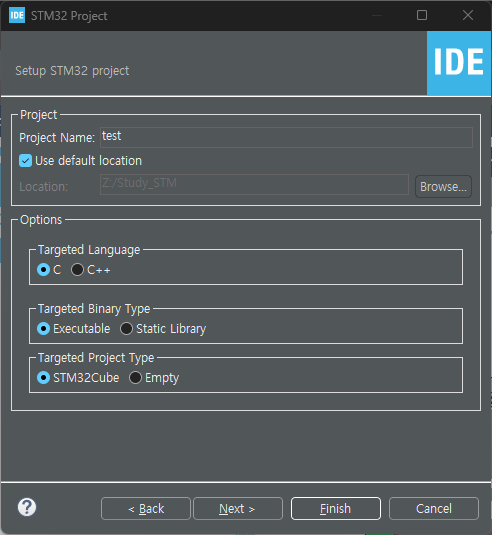 IDE STM32 Project
Setup STM32 project
IDE
Project
Project Name: test
Use default location
Location: Z:/Study_STM Browse...
Options
Targeted Language
C C++
Targeted Binary Type
Executable Static Library
Targeted Project Type
STM32Cube Empty
? < Back Next > Finish Cancel